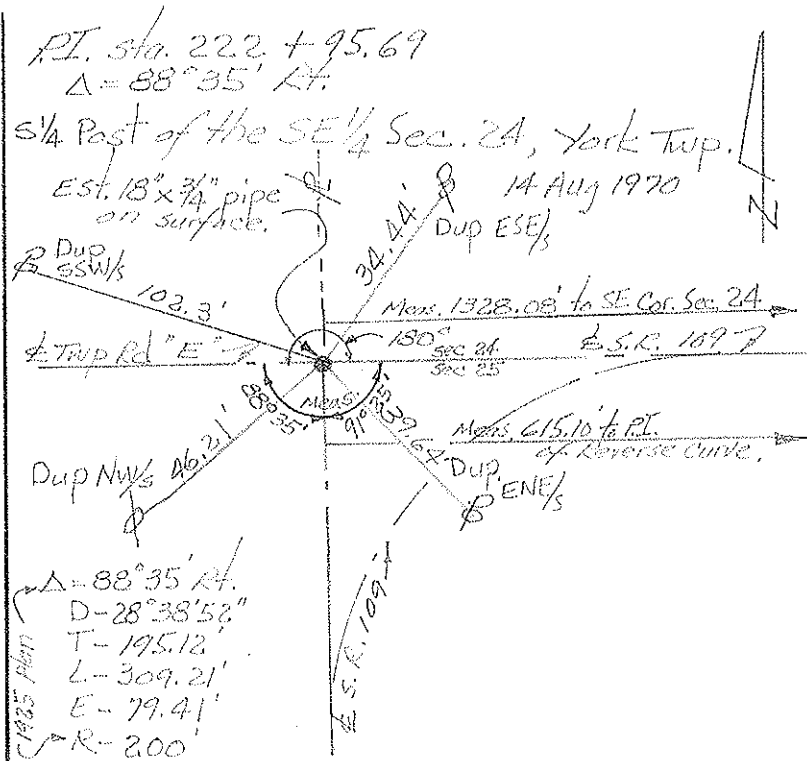 P.I. sta. 222 + 95.69
Δ = 88°35' Rt.
S1/4 Post of the SE1/4 Sec. 24, York Twp.
14 Aug 1970
Est. 18" x 3/4" pipe
on surface.
Dup ESE/s
34.44'
N
Dup
SSW/s
102.3'
Meas. 1328.08' to SE Cor. Sec. 24
℄ Twp Rd "E"
180°
Sec 24
Sec 25
℄ S.R. 109
88°35'
Meas.
91°25'
Meas. 615.10' to P.I.
of Reverse Curve.
Dup NW/s
46.21'
39.64'
Dup.
ENE/s
Δ = 88°35' Rt.
D - 28°38'52"
T - 195.12'
L - 309.21'
E - 79.41'
R - 200'
1925 Plan
℄ S.R. 109